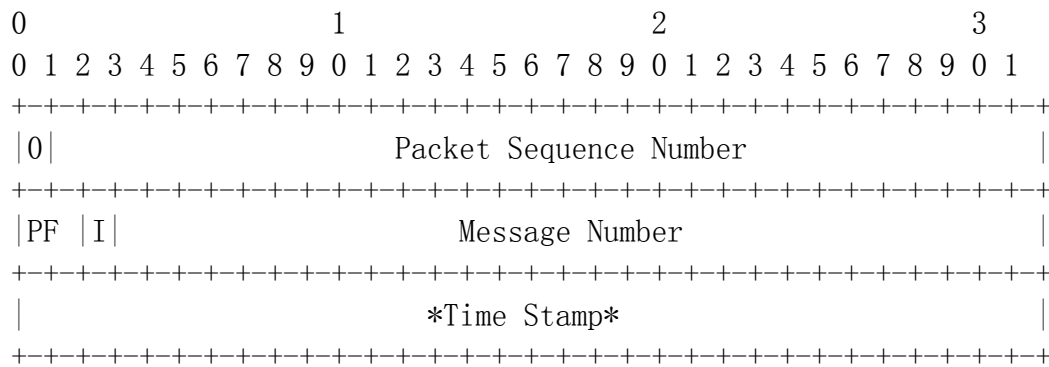 0                   1                   2                   3
0 1 2 3 4 5 6 7 8 9 0 1 2 3 4 5 6 7 8 9 0 1 2 3 4 5 6 7 8 9 0 1
+-+-+-+-+-+-+-+-+-+-+-+-+-+-+-+-+-+-+-+-+-+-+-+-+-+-+-+-+-+-+-+-+
|0|                     Packet Sequence Number                  |
+-+-+-+-+-+-+-+-+-+-+-+-+-+-+-+-+-+-+-+-+-+-+-+-+-+-+-+-+-+-+-+-+
|PF |I|                     Message Number                      |
+-+-+-+-+-+-+-+-+-+-+-+-+-+-+-+-+-+-+-+-+-+-+-+-+-+-+-+-+-+-+-+-+
|                         *Time Stamp*                          |
+-+-+-+-+-+-+-+-+-+-+-+-+-+-+-+-+-+-+-+-+-+-+-+-+-+-+-+-+-+-+-+-+